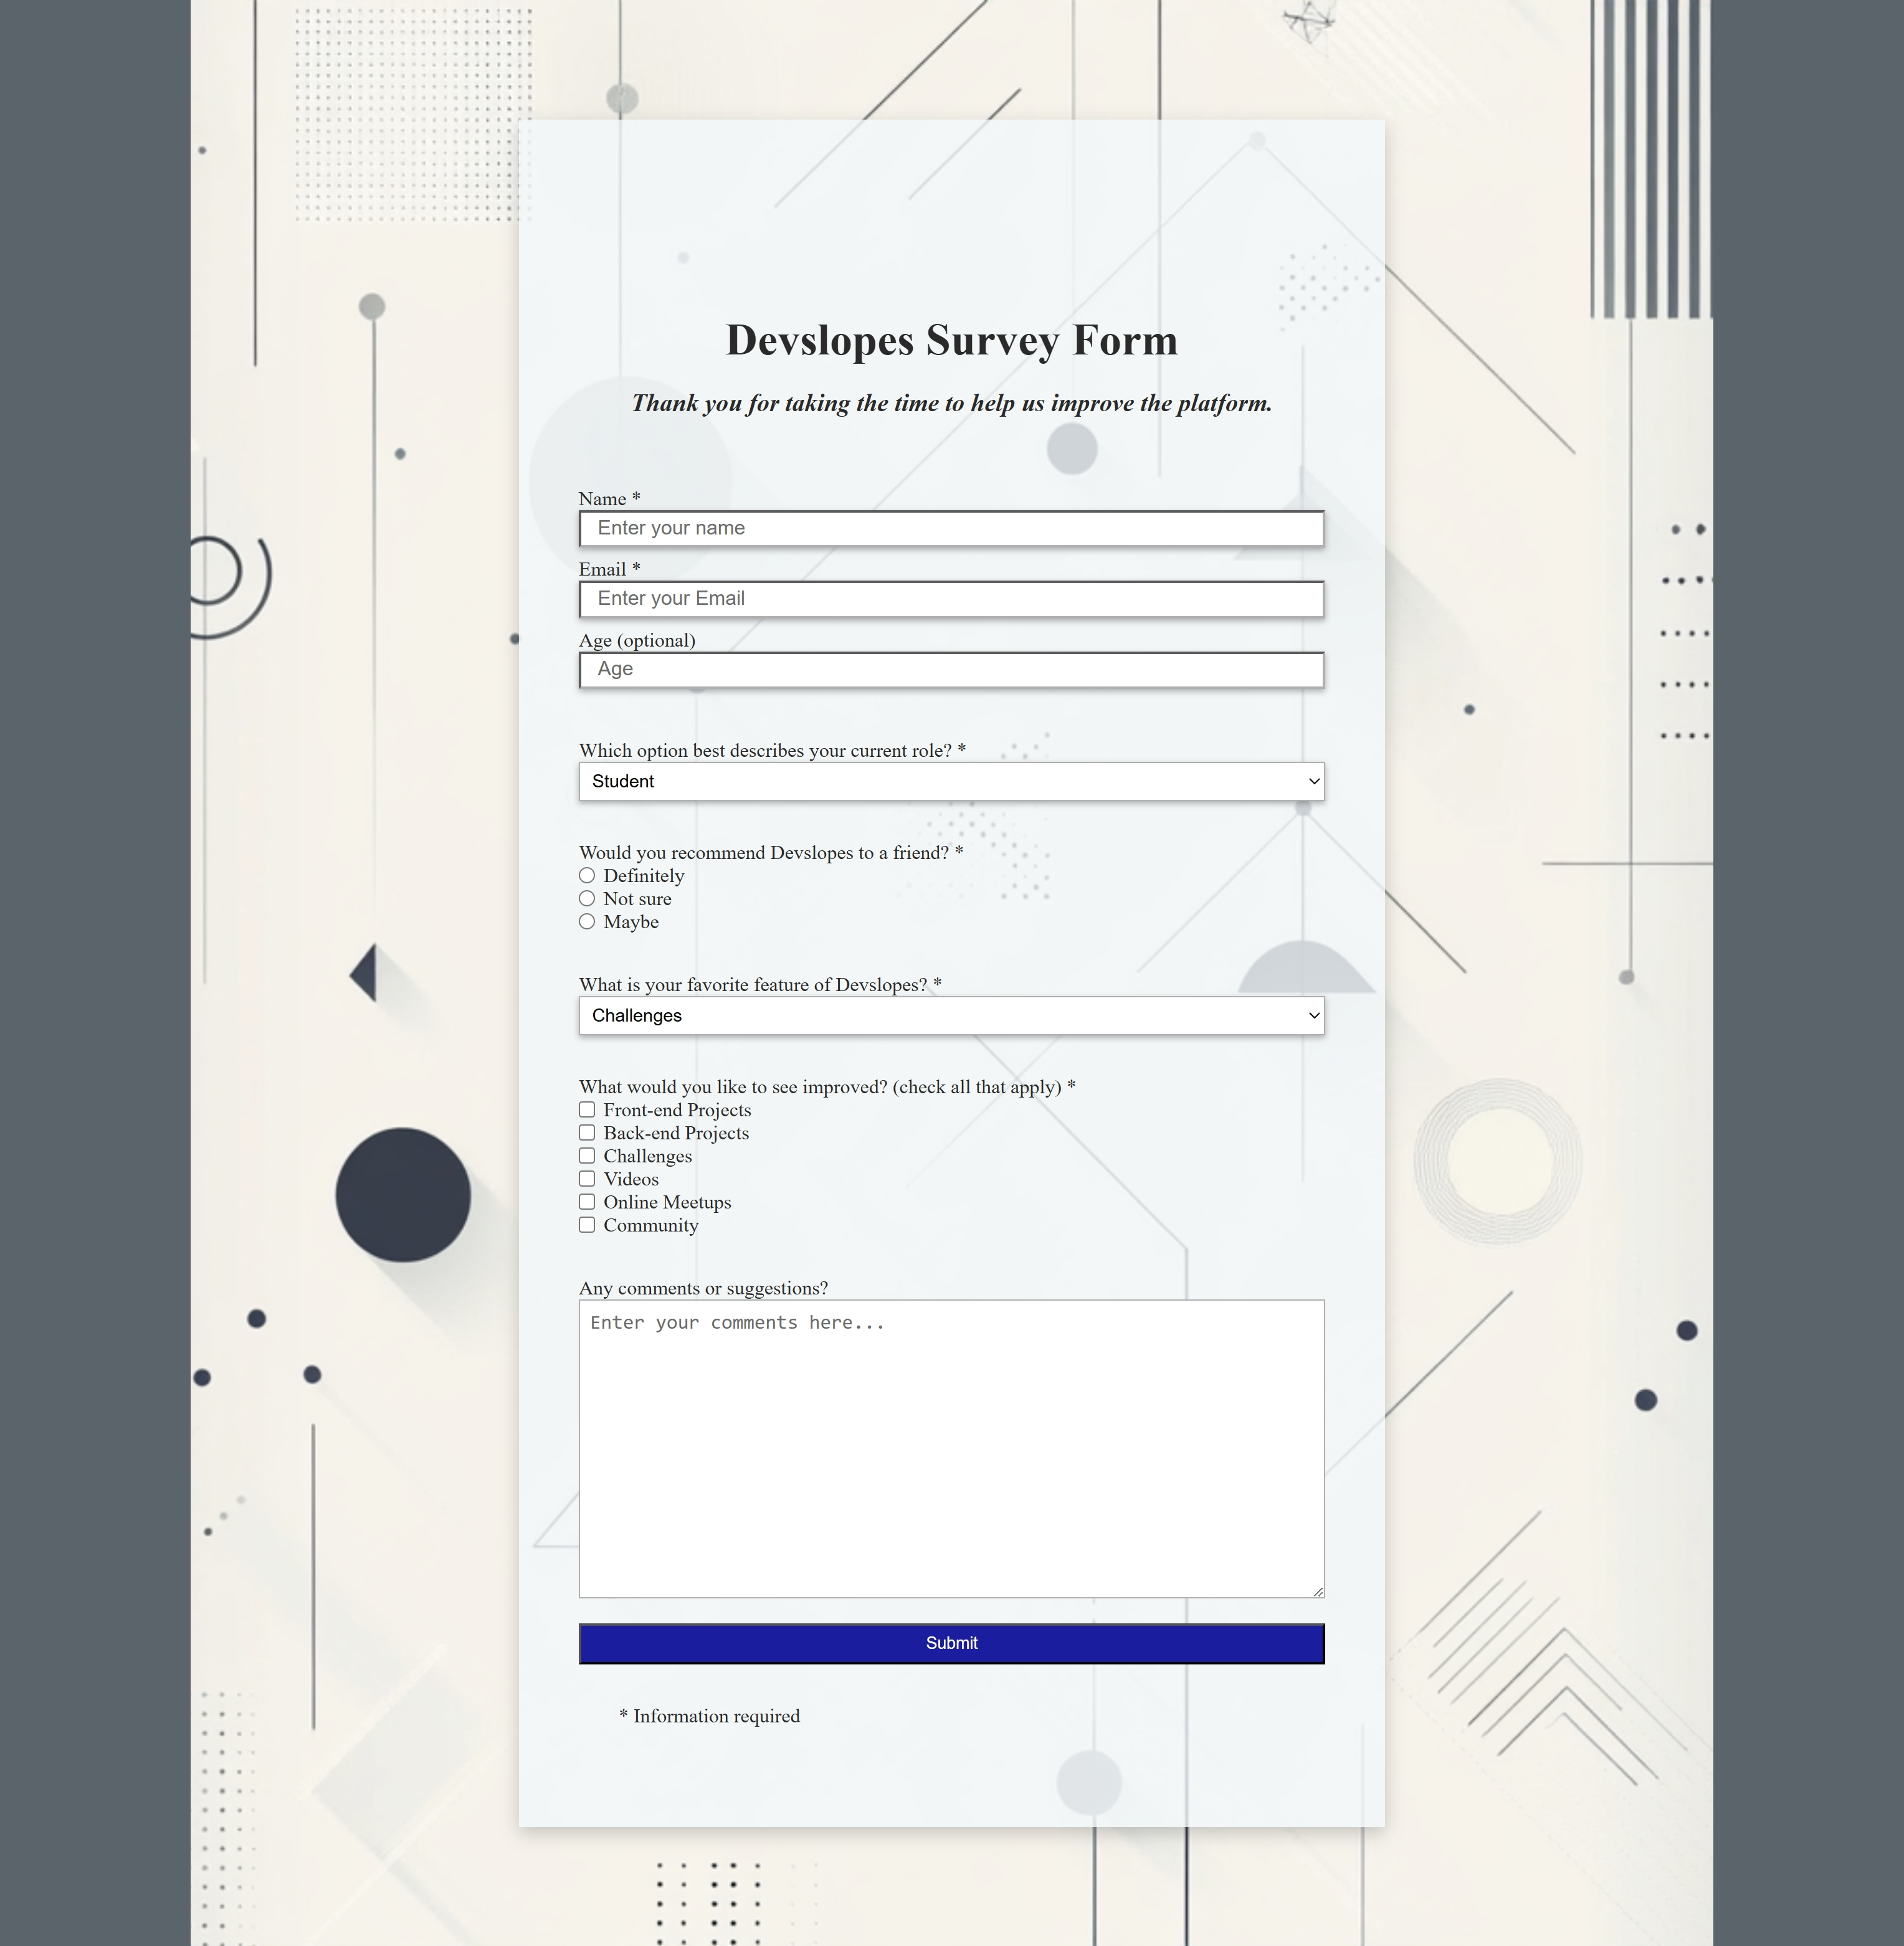 Devslopes Survey Form
Thank you for taking the time to help us improve the platform.
Name *
Enter your name
Email *
Enter your Email
Age (optional)
Age
Which option best describes your current role? *
Student
Would you recommend Devslopes to a friend? *
Definitely
Not sure
Maybe
What is your favorite feature of Devslopes? *
Challenges
What would you like to see improved? (check all that apply) *
Front-end Projects
Back-end Projects
Challenges
Videos
Online Meetups
Community
Any comments or suggestions?
Enter your comments here...
Submit
* Information required